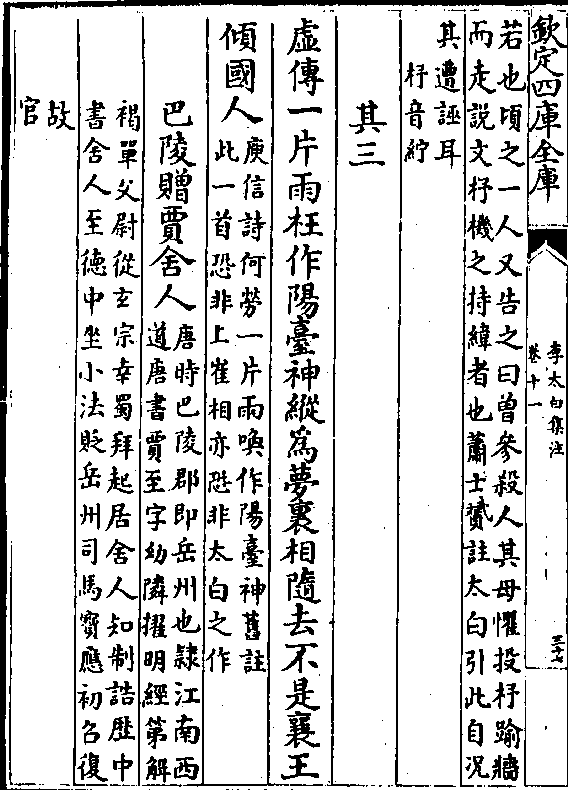 欽定四庫全書
李太白集注
卷十一
三十七
若也頃之一人又告之曰曾參殺人其母懼投杼踰牆
而走説文杼機之持緯者也蕭士贇註太白引此自况
其遭誣耳
杼音紵
其三
虛傳一片雨枉作陽臺神縱爲夢裏相隨去不是襄王
傾國人
庾信詩何勞一片雨喚作陽臺神舊註
此一首恐非上崔相亦恐非太白之作
巴陵贈賈舍人
唐時巴陵郡即岳州也隸江南西
道唐書賈至字幼隣擢明經第解
褐單父尉從玄宗幸蜀拜起居舍人知制誥歴中
書舍人至德中坐小法貶岳州司馬寳應初召復
故
官